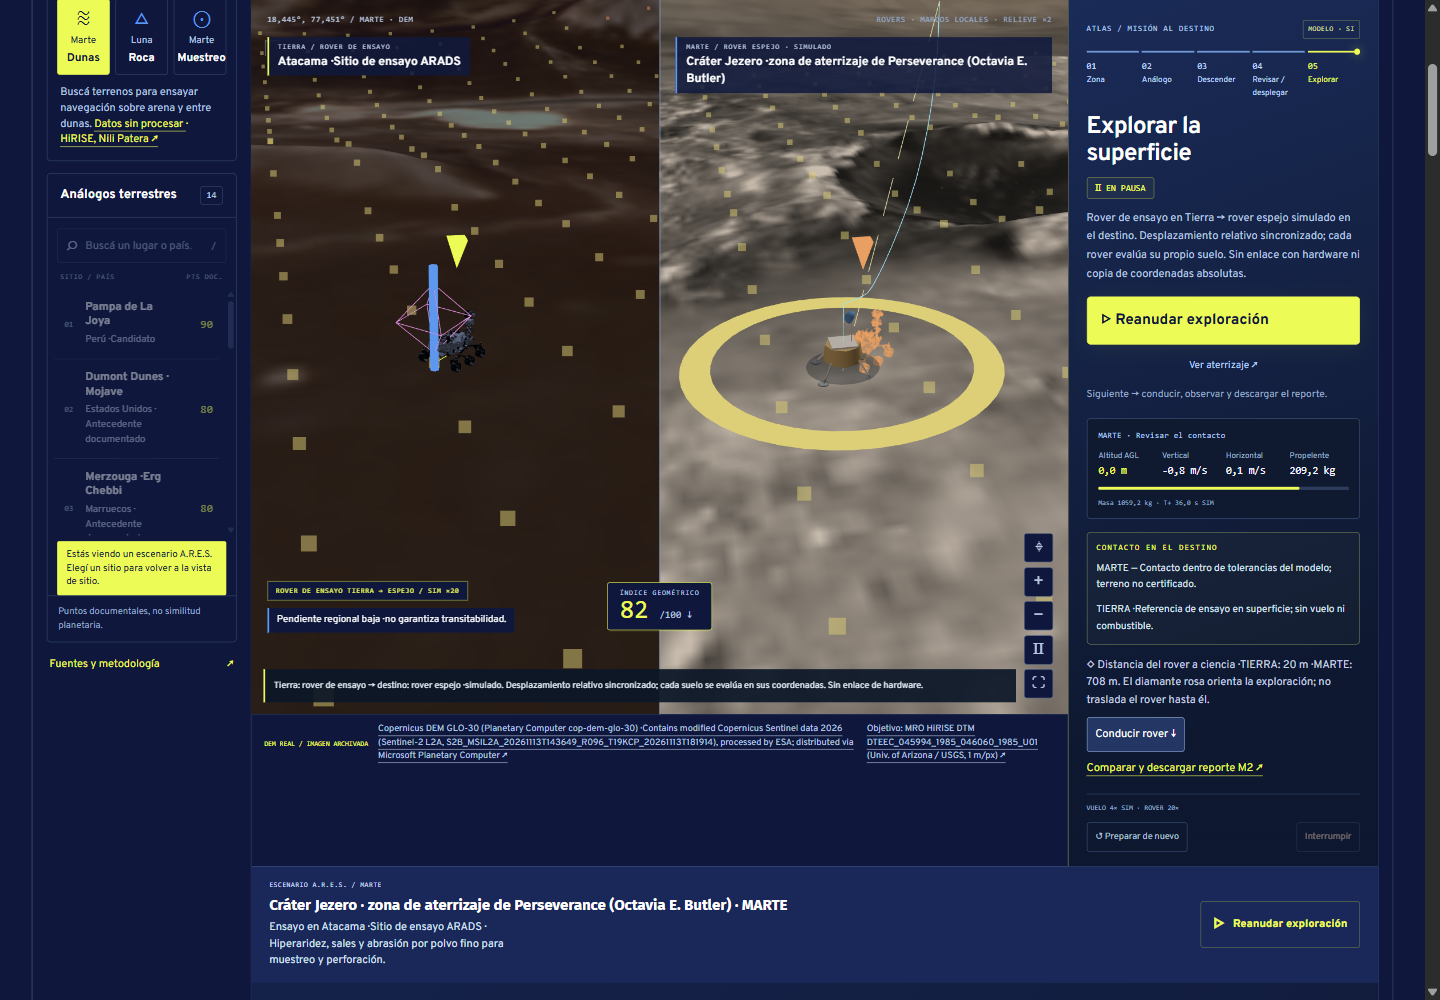 Marte
Dunas
Luna
Roca
Marte
Muestreo
Buscá terrenos para ensayar
navegación sobre arena y entre
dunas. Datos sin procesar ·
HiRISE, Nili Patera ↗
Análogos terrestres
14
Buscá un lugar o país.
/
SITIO / PAÍS
PTS DOC.
01
Pampa de La
Joya
Perú ·Candidato
90
02
Dumont Dunes ·
Mojave
Estados Unidos ·
Antecedente
documentado
80
03
Merzouga ·Erg
Chebbi
Marruecos ·
Antecedente
80
Estás viendo un escenario A.R.E.S.
Elegí un sitio para volver a la vista
de sitio.
Puntos documentales, no similitud
planetaria.
Fuentes y metodología ↗
18,445°, 77,451° / MARTE · DEM
ROVERS · MANDOS LOCALES · RELIEVE ×2
TIERRA / ROVER DE ENSAYO
Atacama ·Sitio de ensayo ARADS
MARTE / ROVER ESPEJO · SIMULADO
Cráter Jezero ·zona de aterrizaje de Perseverance (Octavia E.
Butler)
ROVER DE ENSAYO TIERRA → ESPEJO / SIM ×20
Pendiente regional baja ·no garantiza transitabilidad.
ÍNDICE GEOMÉTRICO
82 /100 ↓
Tierra: rover de ensayo → destino: rover espejo ·simulado. Desplazamiento relativo sincronizado; cada suelo se evalúa en sus coordenadas. Sin enlace de hardware.
DEM REAL / IMAGEN ARCHIVADA
Copernicus DEM GLO-30 (Planetary Computer cop-dem-glo-30) ·Contains modified Copernicus Sentinel data 2026
(Sentinel-2 L2A, S2B_MSIL2A_20261113T143649_R096_T19KCP_20261113T181914), processed by ESA; distributed via
Microsoft Planetary Computer ↗
Objetivo: MRO HiRISE DTM
DTEEC_045994_1985_046060_1985_U01
(Univ. of Arizona / USGS, 1 m/px) ↗
ATLAS / MISIÓN AL DESTINO
MODELO · SI
01
Zona
02
Análogo
03
Descender
04
Revisar /
desplegar
05
Explorar
Explorar la
superficie
II EN PAUSA
Rover de ensayo en Tierra → rover espejo simulado en
el destino. Desplazamiento relativo sincronizado; cada
rover evalúa su propio suelo. Sin enlace con hardware ni
copia de coordenadas absolutas.
▷ Reanudar exploración
Ver aterrizaje ↗
Siguiente → conducir, observar y descargar el reporte.
MARTE · Revisar el contacto
Altitud AGL
0,0 m
Vertical
-0,8 m/s
Horizontal
0,1 m/s
Propelente
209,2 kg
Masa 1059,2 kg · T+ 36,0 s SIM
CONTACTO EN EL DESTINO
MARTE — Contacto dentro de tolerancias del modelo;
terreno no certificado.
TIERRA ·Referencia de ensayo en superficie; sin vuelo ni
combustible.
◇ Distancia del rover a ciencia ·TIERRA: 20 m ·MARTE:
708 m. El diamante rosa orienta la exploración; no
traslada el rover hasta él.
Conducir rover ↓
Comparar y descargar reporte M2 ↗
VUELO 4× SIM · ROVER 20×
↺ Preparar de nuevo
Interrumpir
ESCENARIO A.R.E.S. / MARTE
Cráter Jezero · zona de aterrizaje de Perseverance (Octavia E. Butler) · MARTE
Ensayo en Atacama ·Sitio de ensayo ARADS ·
Hiperaridez, sales y abrasión por polvo fino para
muestreo y perforación.
▷ Reanudar exploración